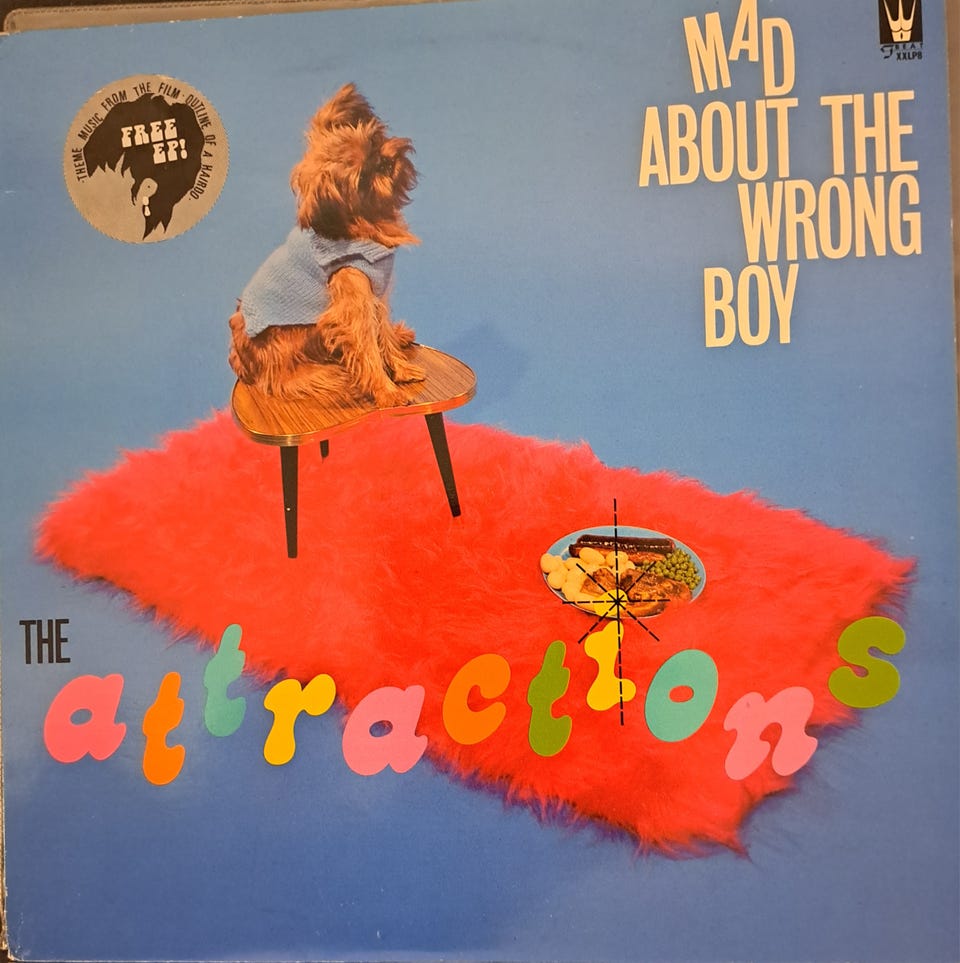 THEME MUSIC FROM THE FILM · OUTLINE OF A HAIRDO ·
FREE
EP!
MAD
ABOUT THE
WRONG
BOY
F BEAT
XXLP8
THE
attractions